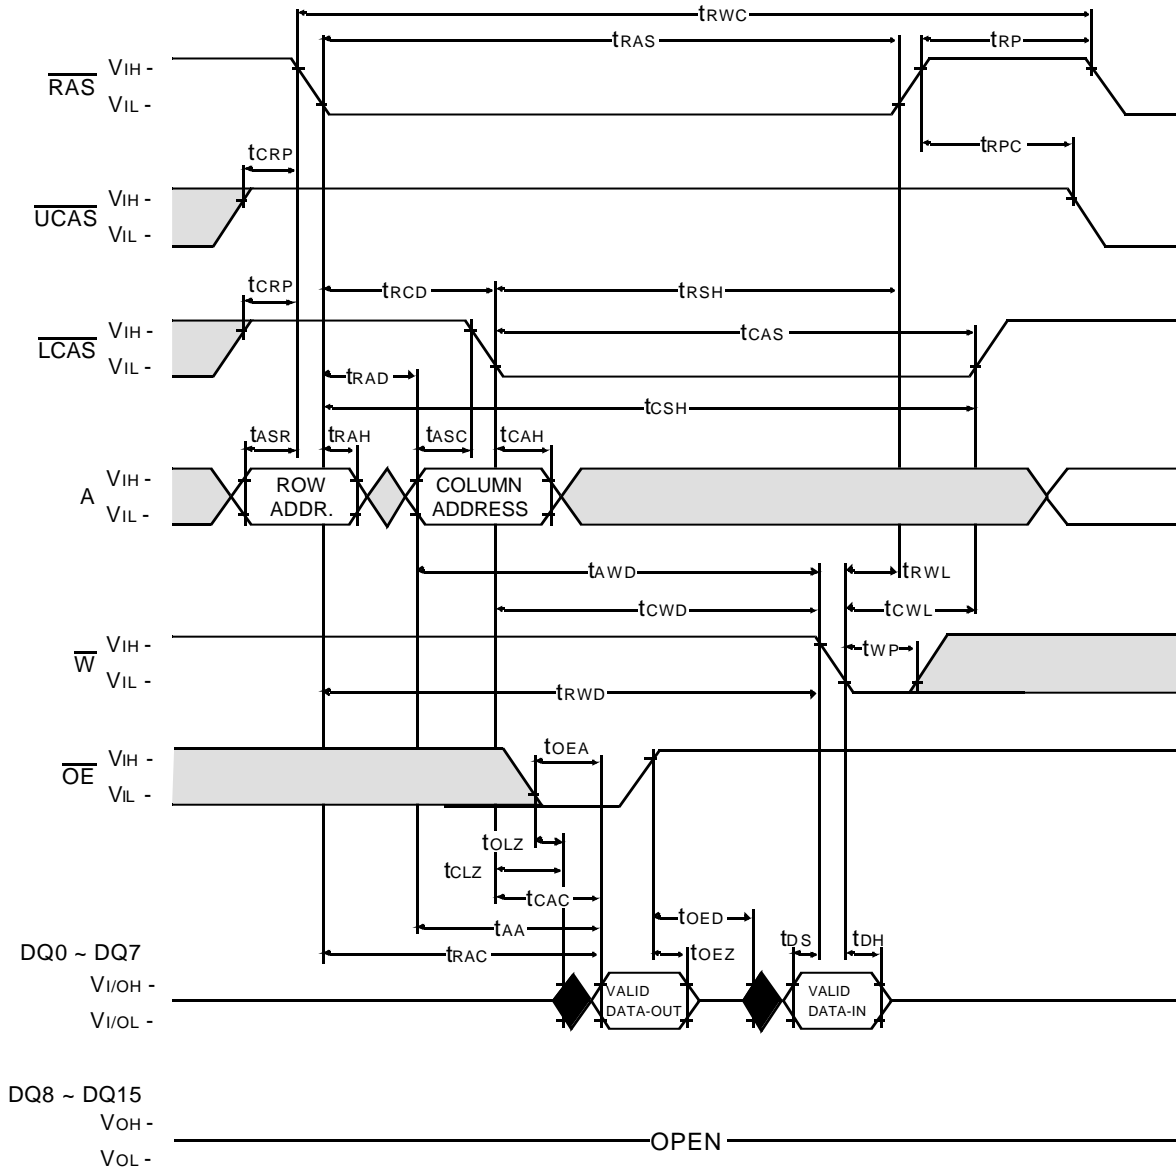 tRWC
tRAS
tRP
RAS
VIH -
VIL -
tCRP
tRPC
UCAS
VIH -
VIL -
tCRP
tRCD
tRSH
LCAS
VIH -
VIL -
tCAS
tRAD
tCSH
tASR
tRAH
tASC
tCAH
A
VIH -
VIL -
ROW
ADDR.
COLUMN
ADDRESS
tAWD
tRWL
tCWD
tCWL
W
VIH -
VIL -
tWP
tRWD
OE
VIH -
VIL -
tOEA
tOLZ
tCLZ
tCAC
tOED
tAA
tDS
tDH
tRAC
tOEZ
DQ0 ~ DQ7
VI/OH -
VI/OL -
VALID
DATA-OUT
VALID
DATA-IN
DQ8 ~ DQ15
VOH -
VOL -
OPEN